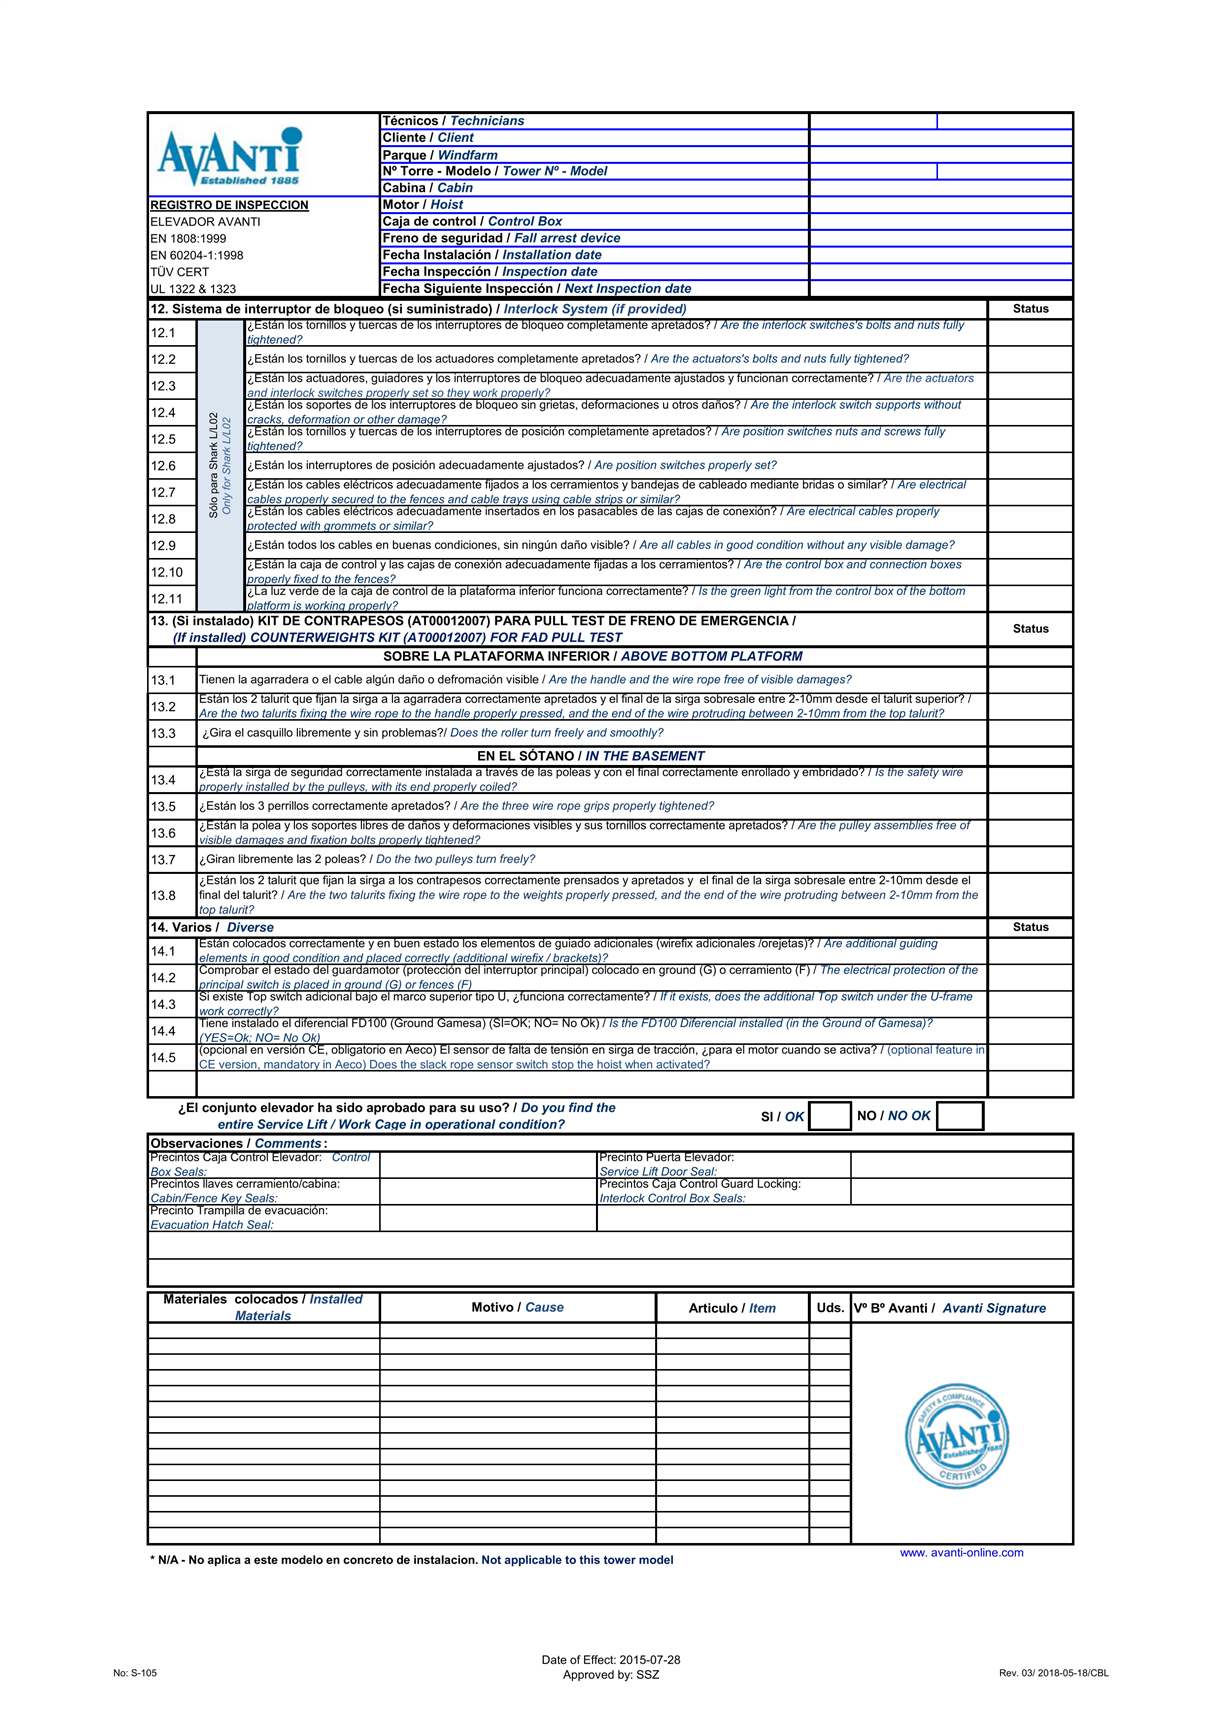 AVANTI
Established 1885
REGISTRO DE INSPECCION
ELEVADOR AVANTI
EN 1808:1999
EN 60204-1:1998
TÜV CERT
UL 1322 & 1323
Técnicos / Technicians
Cliente / Client
Parque / Windfarm
Nº Torre - Modelo / Tower Nº - Model
Cabina / Cabin
Motor / Hoist
Caja de control / Control Box
Freno de seguridad / Fall arrest device
Fecha Instalación / Installation date
Fecha Inspección / Inspection date
Fecha Siguiente Inspección / Next Inspection date
12. Sistema de interruptor de bloqueo (si suministrado) / Interlock System (if provided) Status
Sólo para Shark L/L02
Only for Shark L/L02
12.1 ¿Están los tornillos y tuercas de los interruptores de bloqueo completamente apretados? / Are the interlock switches's bolts and nuts fully
tightened?
12.2 ¿Están los tornillos y tuercas de los actuadores completamente apretados? / Are the actuators's bolts and nuts fully tightened?
12.3 ¿Están los actuadores, guiadores y los interruptores de bloqueo adecuadamente ajustados y funcionan correctamente? / Are the actuators
and interlock switches properly set so they work properly?
12.4 ¿Están los soportes de los interruptores de bloqueo sin grietas, deformaciones u otros daños? / Are the interlock switch supports without
cracks, deformation or other damage?
12.5 ¿Están los tornillos y tuercas de los interruptores de posición completamente apretados? / Are position switches nuts and screws fully
tightened?
12.6 ¿Están los interruptores de posición adecuadamente ajustados? / Are position switches properly set?
12.7 ¿Están los cables eléctricos adecuadamente fijados a los cerramientos y bandejas de cableado mediante bridas o similar? / Are electrical
cables properly secured to the fences and cable trays using cable strips or similar?
12.8 ¿Están los cables eléctricos adecuadamente insertados en los pasacables de las cajas de conexión? / Are electrical cables properly
protected with grommets or similar?
12.9 ¿Están todos los cables en buenas condiciones, sin ningún daño visible? / Are all cables in good condition without any visible damage?
12.10 ¿Están la caja de control y las cajas de conexión adecuadamente fijadas a los cerramientos? / Are the control box and connection boxes
properly fixed to the fences?
12.11 ¿La luz verde de la caja de control de la plataforma inferior funciona correctamente? / Is the green light from the control box of the bottom
platform is working properly?
13. (Si instalado) KIT DE CONTRAPESOS (AT00012007) PARA PULL TEST DE FRENO DE EMERGENCIA /
(If installed) COUNTERWEIGHTS KIT (AT00012007) FOR FAD PULL TEST
Status
SOBRE LA PLATAFORMA INFERIOR / ABOVE BOTTOM PLATFORM
13.1 Tienen la agarradera o el cable algún daño o defromación visible / Are the handle and the wire rope free of visible damages?
13.2 Están los 2 talurit que fijan la sirga a la agarradera correctamente apretados y el final de la sirga sobresale entre 2-10mm desde el talurit superior? /
Are the two talurits fixing the wire rope to the handle properly pressed, and the end of the wire protruding between 2-10mm from the top talurit?
13.3 ¿Gira el casquillo libremente y sin problemas?/ Does the roller turn freely and smoothly?
EN EL SÓTANO / IN THE BASEMENT
13.4 ¿Está la sirga de seguridad correctamente instalada a través de las poleas y con el final correctamente enrollado y embridado? / Is the safety wire
properly installed by the pulleys, with its end properly coiled?
13.5 ¿Están los 3 perrillos correctamente apretados? / Are the three wire rope grips properly tightened?
13.6 ¿Están la polea y los soportes libres de daños y deformaciones visibles y sus tornillos correctamente apretados? / Are the pulley assemblies free of
visible damages and fixation bolts properly tightened?
13.7 ¿Giran libremente las 2 poleas? / Do the two pulleys turn freely?
13.8 ¿Están los 2 talurit que fijan la sirga a los contrapesos correctamente prensados y apretados y el final de la sirga sobresale entre 2-10mm desde el
final del talurit? / Are the two talurits fixing the wire rope to the weights properly pressed, and the end of the wire protruding between 2-10mm from the
top talurit?
14. Varios / Diverse Status
14.1 Están colocados correctamente y en buen estado los elementos de guiado adicionales (wirefix adicionales /orejetas)? / Are additional guiding
elements in good condition and placed correctly (additional wirefix / brackets)?
14.2 Comprobar el estado del guardamotor (protección del interruptor principal) colocado en ground (G) o cerramiento (F) / The electrical protection of the
principal switch is placed in ground (G) or fences (F)
14.3 Si existe Top switch adicional bajo el marco superior tipo U, ¿funciona correctamente? / If it exists, does the additional Top switch under the U-frame
work correctly?
14.4 Tiene instalado el diferencial FD100 (Ground Gamesa) (SI=OK; NO= No Ok) / Is the FD100 Diferencial installed (in the Ground of Gamesa)?
(YES=Ok; NO= No Ok)
14.5 (opcional en versión CE, obligatorio en Aeco) El sensor de falta de tensión en sirga de tracción, ¿para el motor cuando se activa? / (optional feature in
CE version, mandatory in Aeco) Does the slack rope sensor switch stop the hoist when activated?
¿El conjunto elevador ha sido aprobado para su uso? / Do you find the
entire Service Lift / Work Cage in operational condition?
SI / OK NO / NO OK
Observaciones / Comments :
Precintos Caja Control Elevador: Control
Box Seals:
Precinto Puerta Elevador:
Service Lift Door Seal:
Precintos llaves cerramiento/cabina:
Cabin/Fence Key Seals:
Precintos Caja Control Guard Locking:
Interlock Control Box Seals:
Precinto Trampilla de evacuación:
Evacuation Hatch Seal:
Materiales colocados / Installed
Materials
Motivo / Cause
Articulo / Item
Uds.
Vº Bº Avanti / Avanti Signature
SAFETY & COMPLIANCE
AVANTI
Established 1885
CERTIFIED
* N/A - No aplica a este modelo en concreto de instalacion. Not applicable to this tower model
www. avanti-online.com
Date of Effect: 2015-07-28
No: S-105
Approved by: SSZ
Rev. 03/ 2018-05-18/CBL